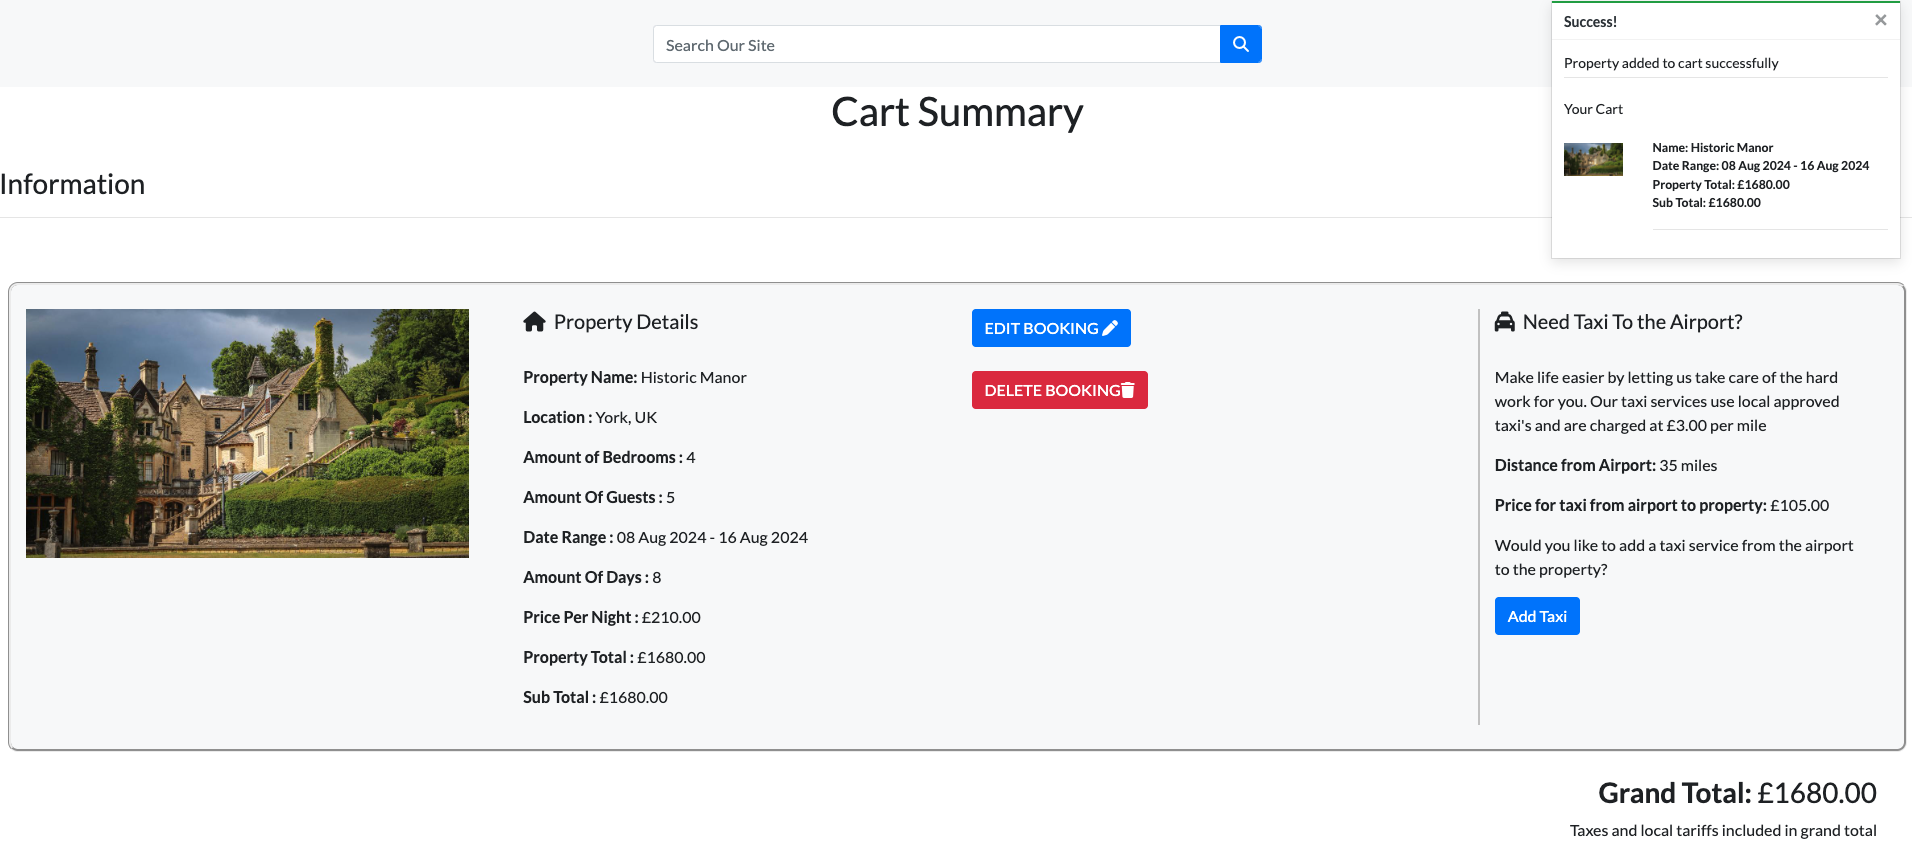 Search Our Site
Success!
×
Property added to cart successfully
Your Cart
Name: Historic Manor
Date Range: 08 Aug 2024 - 16 Aug 2024
Property Total: £1680.00
Sub Total: £1680.00
Cart Summary
Information
Property Details
Property Name: Historic Manor
Location : York, UK
Amount of Bedrooms : 4
Amount Of Guests : 5
Date Range : 08 Aug 2024 - 16 Aug 2024
Amount Of Days : 8
Price Per Night : £210.00
Property Total : £1680.00
Sub Total : £1680.00
EDIT BOOKING
DELETE BOOKING
Need Taxi To the Airport?
Make life easier by letting us take care of the hard
work for you. Our taxi services use local approved
taxi's and are charged at £3.00 per mile
Distance from Airport: 35 miles
Price for taxi from airport to property: £105.00
Would you like to add a taxi service from the airport
to the property?
Add Taxi
Grand Total: £1680.00
Taxes and local tariffs included in grand total